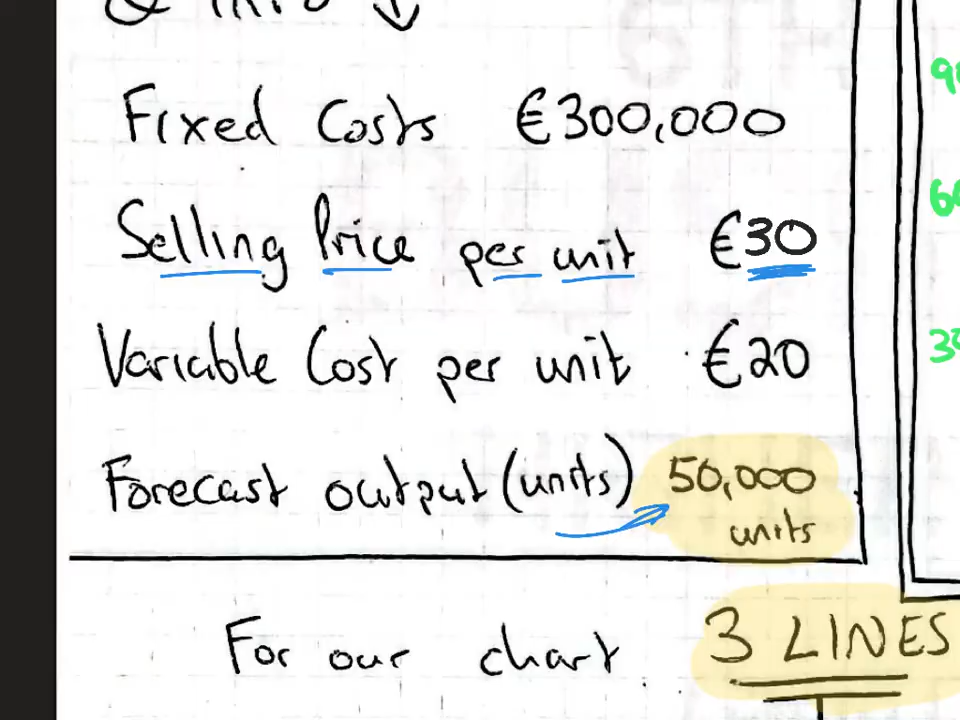 & info ↓
Fixed Costs €300,000
Selling Price per unit €30
Variable Cost per unit €20
Forecast output (units) 50,000
units
For our chart 3 LINES